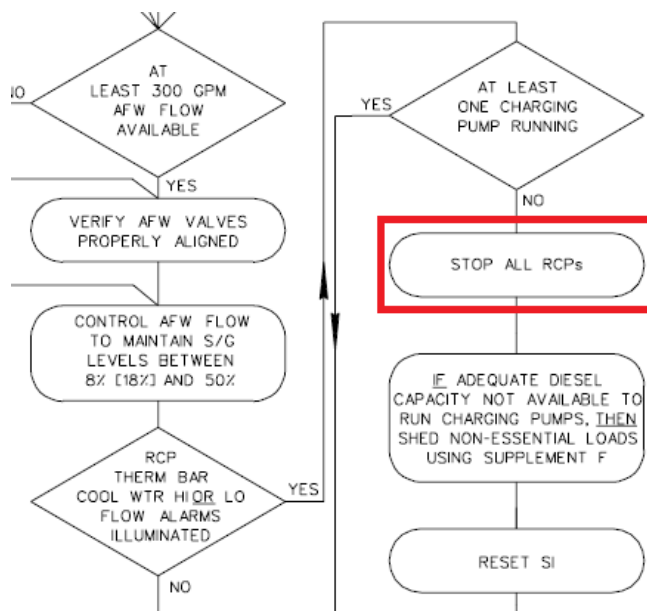 AT
LEAST 300 GPM
AFW FLOW
AVAILABLE
NO
YES
VERIFY AFW VALVES
PROPERLY ALIGNED
CONTROL AFW FLOW
TO MAINTAIN S/G
LEVELS BETWEEN
8% [18%] AND 50%
RCP
THERM BAR
COOL WTR HI OR LO
FLOW ALARMS
ILLUMINATED
YES
NO
AT LEAST
ONE CHARGING
PUMP RUNNING
YES
NO
STOP ALL RCPs
IF ADEQUATE DIESEL
CAPACITY NOT AVAILABLE TO
RUN CHARGING PUMPS, THEN
SHED NON-ESSENTIAL LOADS
USING SUPPLEMENT F
RESET SI